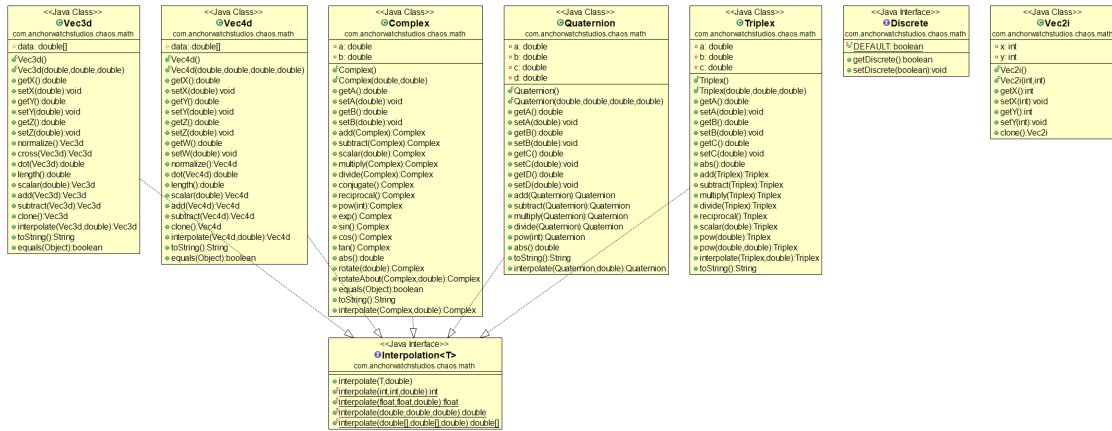 <<Java Class>>
Vec3d
com.anchorwatchstudios.chaos.math
data: double[]
Vec3d()
Vec3d(double,double,double)
getX():double
setX(double):void
getY():double
setY(double):void
getZ():double
setZ(double):void
normalize():Vec3d
cross(Vec3d):Vec3d
dot(Vec3d):double
length():double
scalar(double):Vec3d
add(Vec3d):Vec3d
subtract(Vec3d):Vec3d
clone():Vec3d
interpolate(Vec3d,double):Vec3d
toString():String
equals(Object):boolean
<<Java Class>>
Vec4d
com.anchorwatchstudios.chaos.math
data: double[]
Vec4d()
Vec4d(double,double,double,double)
getX():double
setX(double):void
getY():double
setY(double):void
getZ():double
setZ(double):void
getW():double
setW(double):void
normalize():Vec4d
dot(Vec4d):double
length():double
scalar(double):Vec4d
add(Vec4d):Vec4d
subtract(Vec4d):Vec4d
clone():Vec4d
interpolate(Vec4d,double):Vec4d
toString():String
equals(Object):boolean
<<Java Class>>
Complex
com.anchorwatchstudios.chaos.math
a: double
b: double
Complex()
Complex(double,double)
getA():double
setA(double):void
getB():double
setB(double):void
add(Complex):Complex
subtract(Complex):Complex
scalar(double):Complex
multiply(Complex):Complex
divide(Complex):Complex
conjugate():Complex
reciprocal():Complex
pow(int):Complex
exp():Complex
sin():Complex
cos():Complex
tan():Complex
abs():double
rotate(double):Complex
rotateAbout(Complex,double):Complex
equals(Object):boolean
toString():String
interpolate(Complex,double):Complex
<<Java Class>>
Quaternion
com.anchorwatchstudios.chaos.math
a: double
b: double
c: double
d: double
Quaternion()
Quaternion(double,double,double,double)
getA():double
setA(double):void
getB():double
setB(double):void
getC():double
setC(double):void
getD():double
setD(double):void
add(Quaternion):Quaternion
subtract(Quaternion):Quaternion
multiply(Quaternion):Quaternion
divide(Quaternion):Quaternion
pow(int):Quaternion
abs():double
toString():String
interpolate(Quaternion,double):Quaternion
<<Java Class>>
Triplex
com.anchorwatchstudios.chaos.math
a: double
b: double
c: double
Triplex()
Triplex(double,double,double)
getA():double
setA(double):void
getB():double
setB(double):void
getC():double
setC(double):void
abs():double
add(Triplex):Triplex
subtract(Triplex):Triplex
multiply(Triplex):Triplex
divide(Triplex):Triplex
reciprocal():Triplex
scalar(double):Triplex
pow(double):Triplex
pow(double,double):Triplex
interpolate(Triplex,double):Triplex
toString():String
<<Java Interface>>
Discrete
com.anchorwatchstudios.chaos.math
DEFAULT: boolean
getDiscrete():boolean
setDiscrete(boolean):void
<<Java Class>>
Vec2i
com.anchorwatchstudios.chaos.math
x: int
y: int
Vec2i()
Vec2i(int,int)
getX():int
setX(int):void
getY():int
setY(int):void
clone():Vec2i
<<Java Interface>>
Interpolation<T>
com.anchorwatchstudios.chaos.math
interpolate(T,double)
interpolate(int,int,double):int
interpolate(float,float,double):float
interpolate(double,double,double):double
interpolate(double[],double[],double):double[]